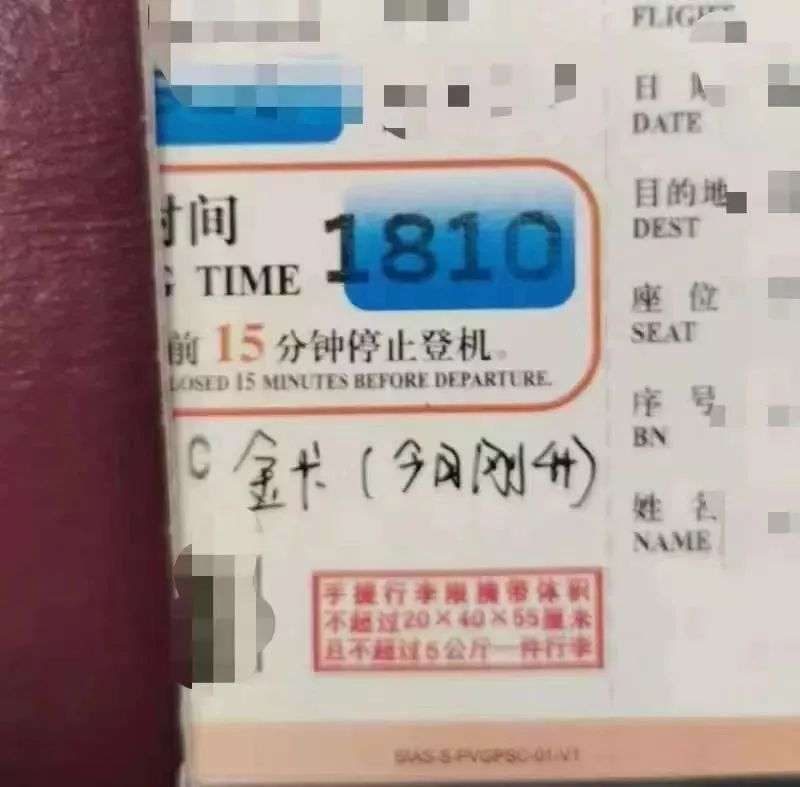 FLIGHT
日 期
DATE
时间
1810
G TIME
前 15 分钟停止登机。
LOSED 15 MINUTES BEFORE DEPARTURE.
目的地
DEST
座 位
SEAT
序 号
BN
C 金卡(今日刚升)
姓 名
NAME
手提行李限携带体积
不超过20×40×55厘米
且不超过5公斤一件行李
SIAS-S-PVGPSC-01-V1